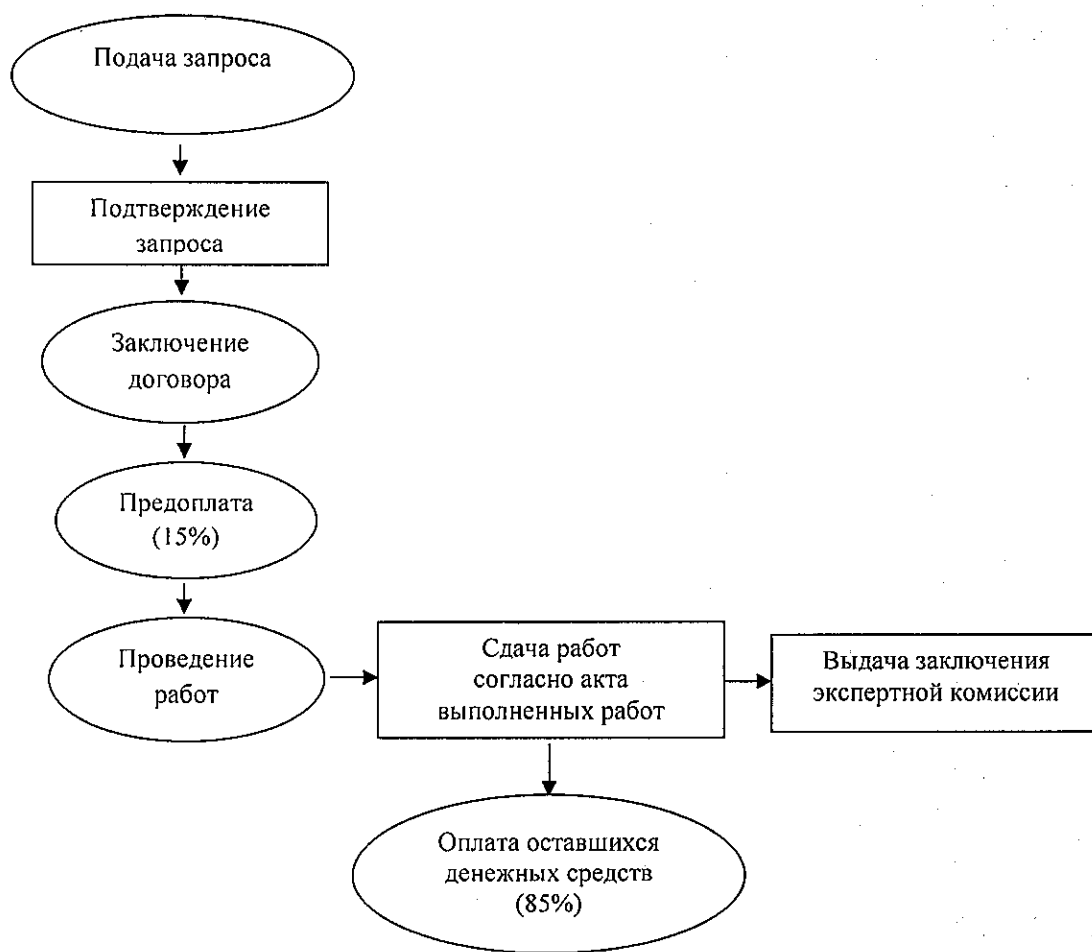 Подача запроса
Подтверждение
запроса
Заключение
договора
Предоплата
(15%)
Проведение
работ
Сдача работ
согласно акта
выполненных работ
Выдача заключения
экспертной комиссии
Оплата оставшихся
денежных средств
(85%)